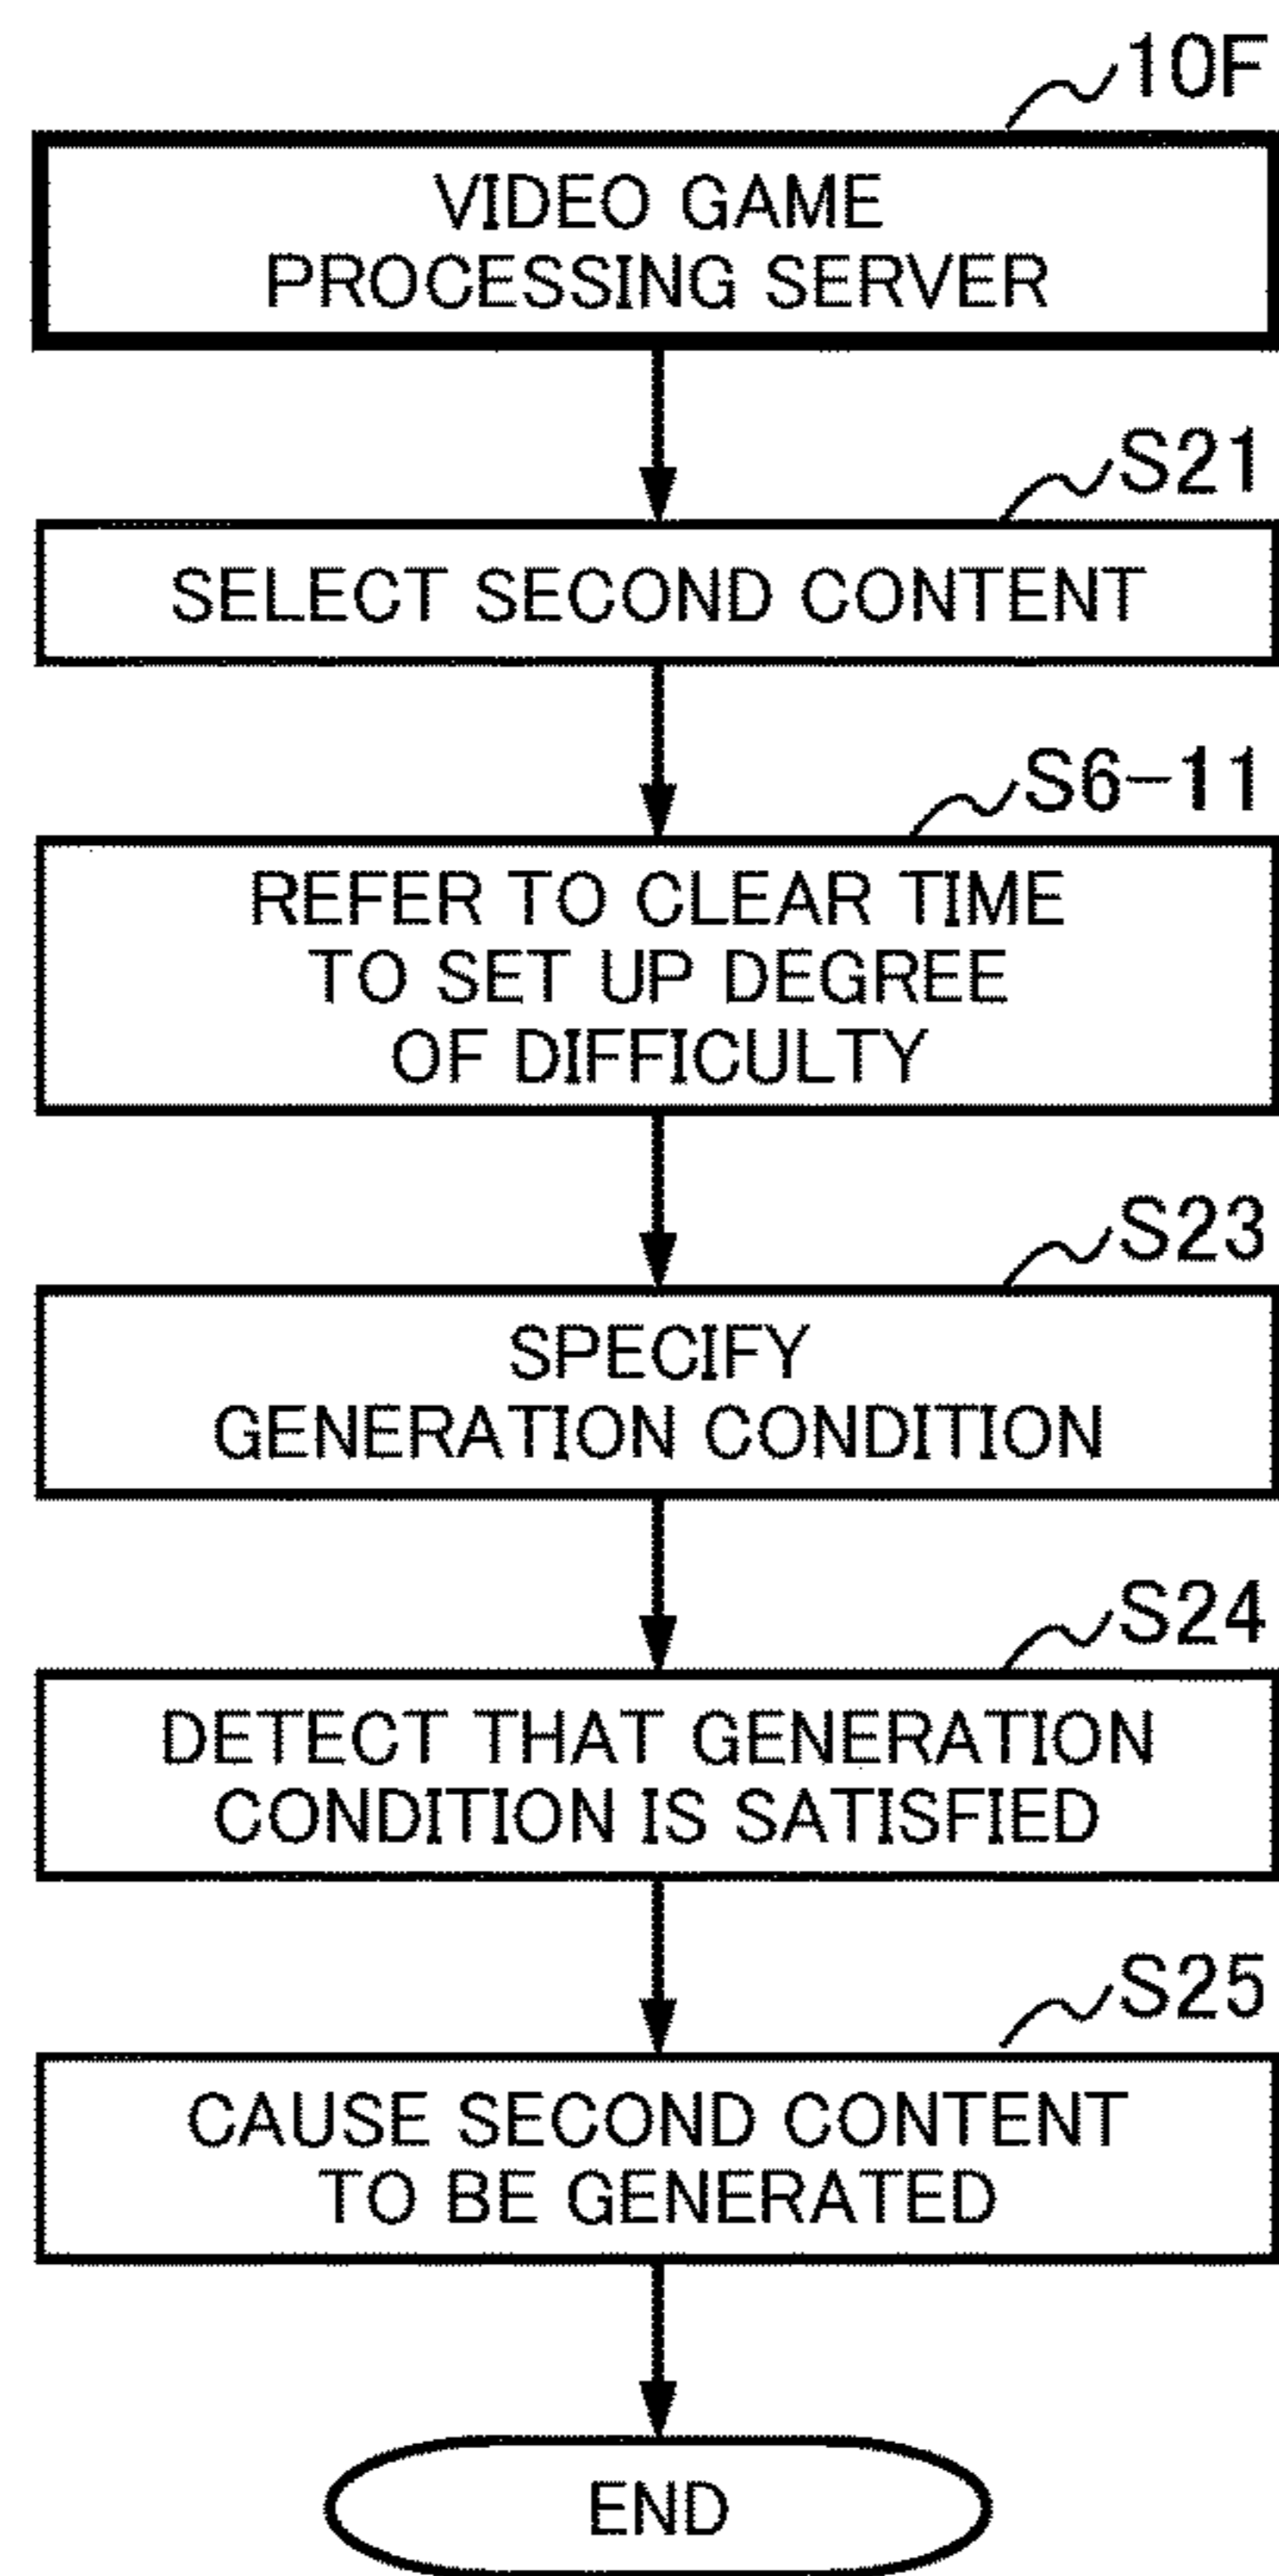 10F
VIDEO GAME
PROCESSING SERVER
S21
SELECT SECOND CONTENT
S6-11
REFER TO CLEAR TIME
TO SET UP DEGREE
OF DIFFICULTY
S23
SPECIFY
GENERATION CONDITION
S24
DETECT THAT GENERATION
CONDITION IS SATISFIED
S25
CAUSE SECOND CONTENT
TO BE GENERATED
END